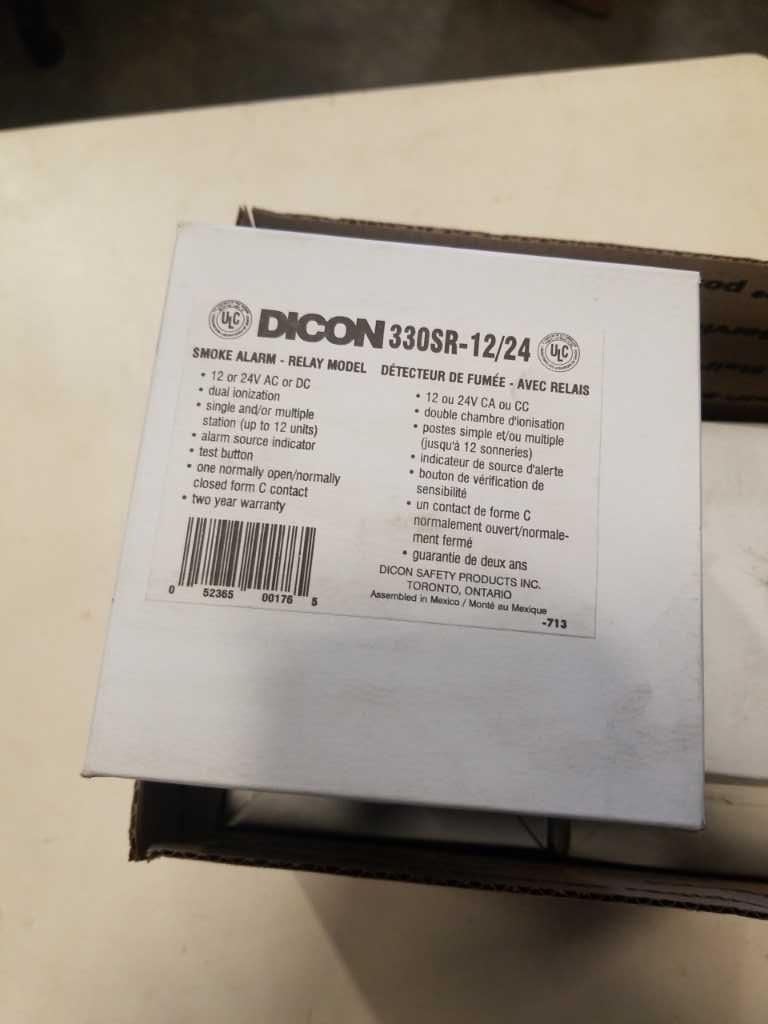 ULC DICON 330SR-12/24 ULC
SMOKE ALARM - RELAY MODEL
• 12 or 24V AC or DC
• dual ionization
• single and/or multiple
station (up to 12 units)
• alarm source indicator
• test button
• one normally open/normally
closed form C contact
• two year warranty
DÉTECTEUR DE FUMÉE - AVEC RELAIS
• 12 ou 24V CA ou CC
• double chambre d'ionisation
• postes simple et/ou multiple
(jusqu'à 12 sonneries)
• indicateur de source d'alerte
• bouton de vérification de
sensibilité
• un contact de forme C
normalement ouvert/normale-
ment fermé
• guarantie de deux ans
0 52365 00176 5
DICON SAFETY PRODUCTS INC.
TORONTO, ONTARIO
Assembled in Mexico / Monté au Mexique
-713